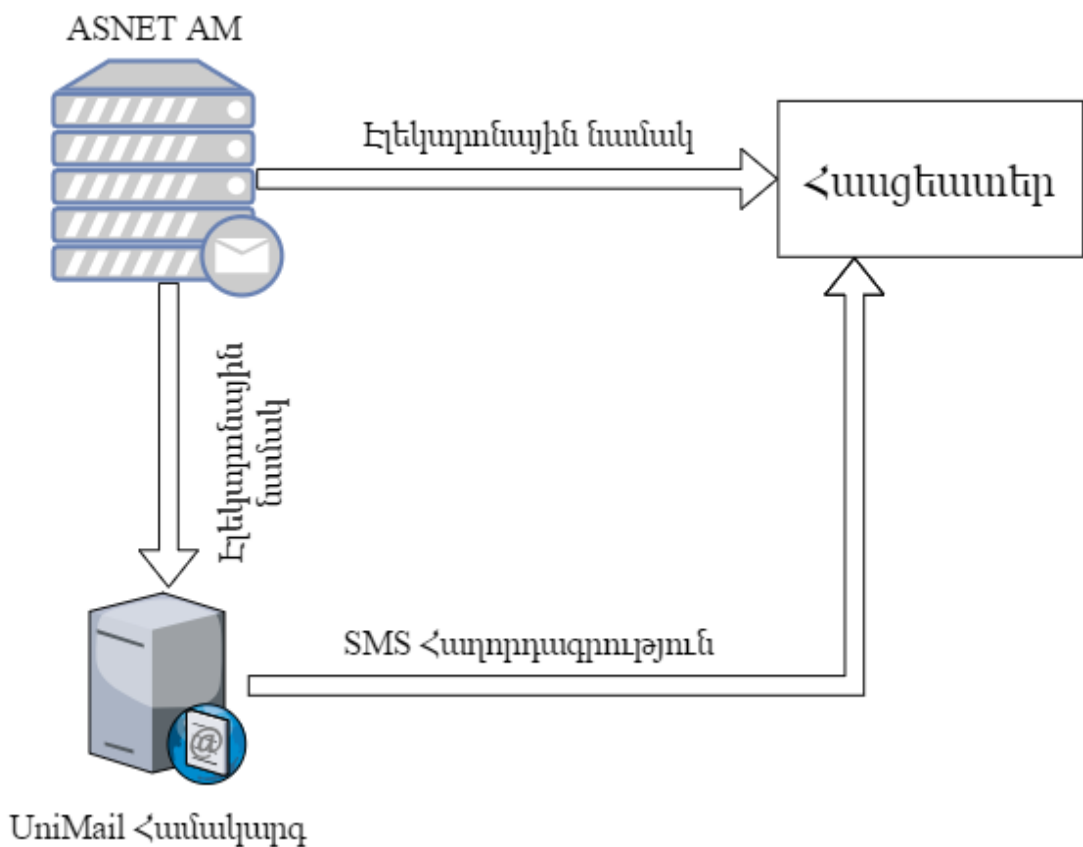 ASNET AM
Էլեկտրոնային նամակ
Հասցեատեր
Էլեկտրոնային
նամակ
SMS Հաղորդագրություն
UniMail Համակարգ